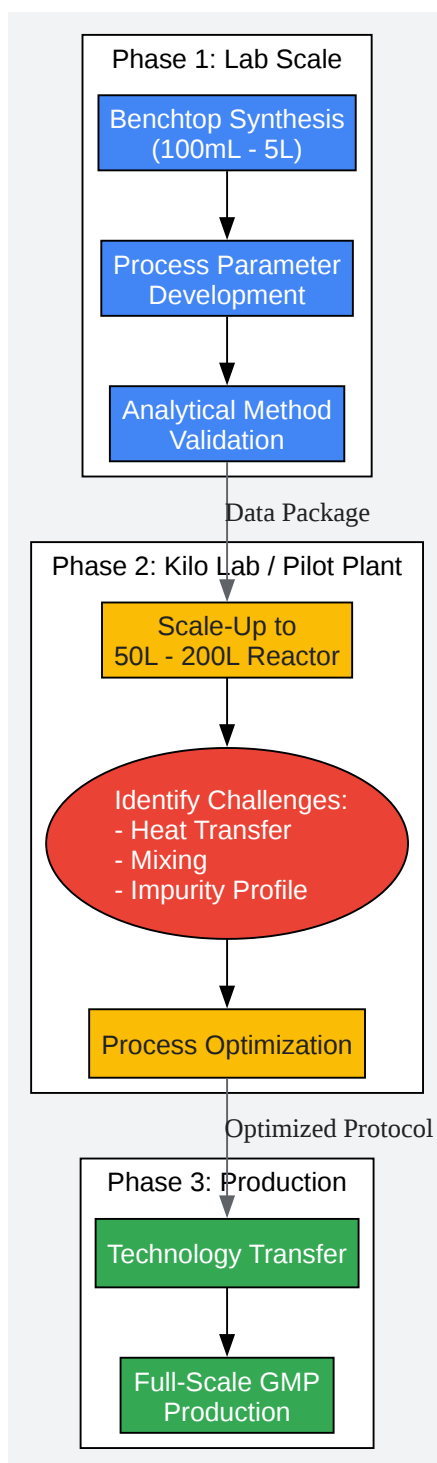 Phase 1: Lab Scale
Benchtop Synthesis
(100mL - 5L)
Process Parameter
Development
Analytical Method
Validation
Data Package
Phase 2: Kilo Lab / Pilot Plant
Scale-Up to
50L - 200L Reactor
Identify Challenges:
- Heat Transfer
- Mixing
- Impurity Profile
Process Optimization
Optimized Protocol
Phase 3: Production
Technology Transfer
Full-Scale GMP
Production